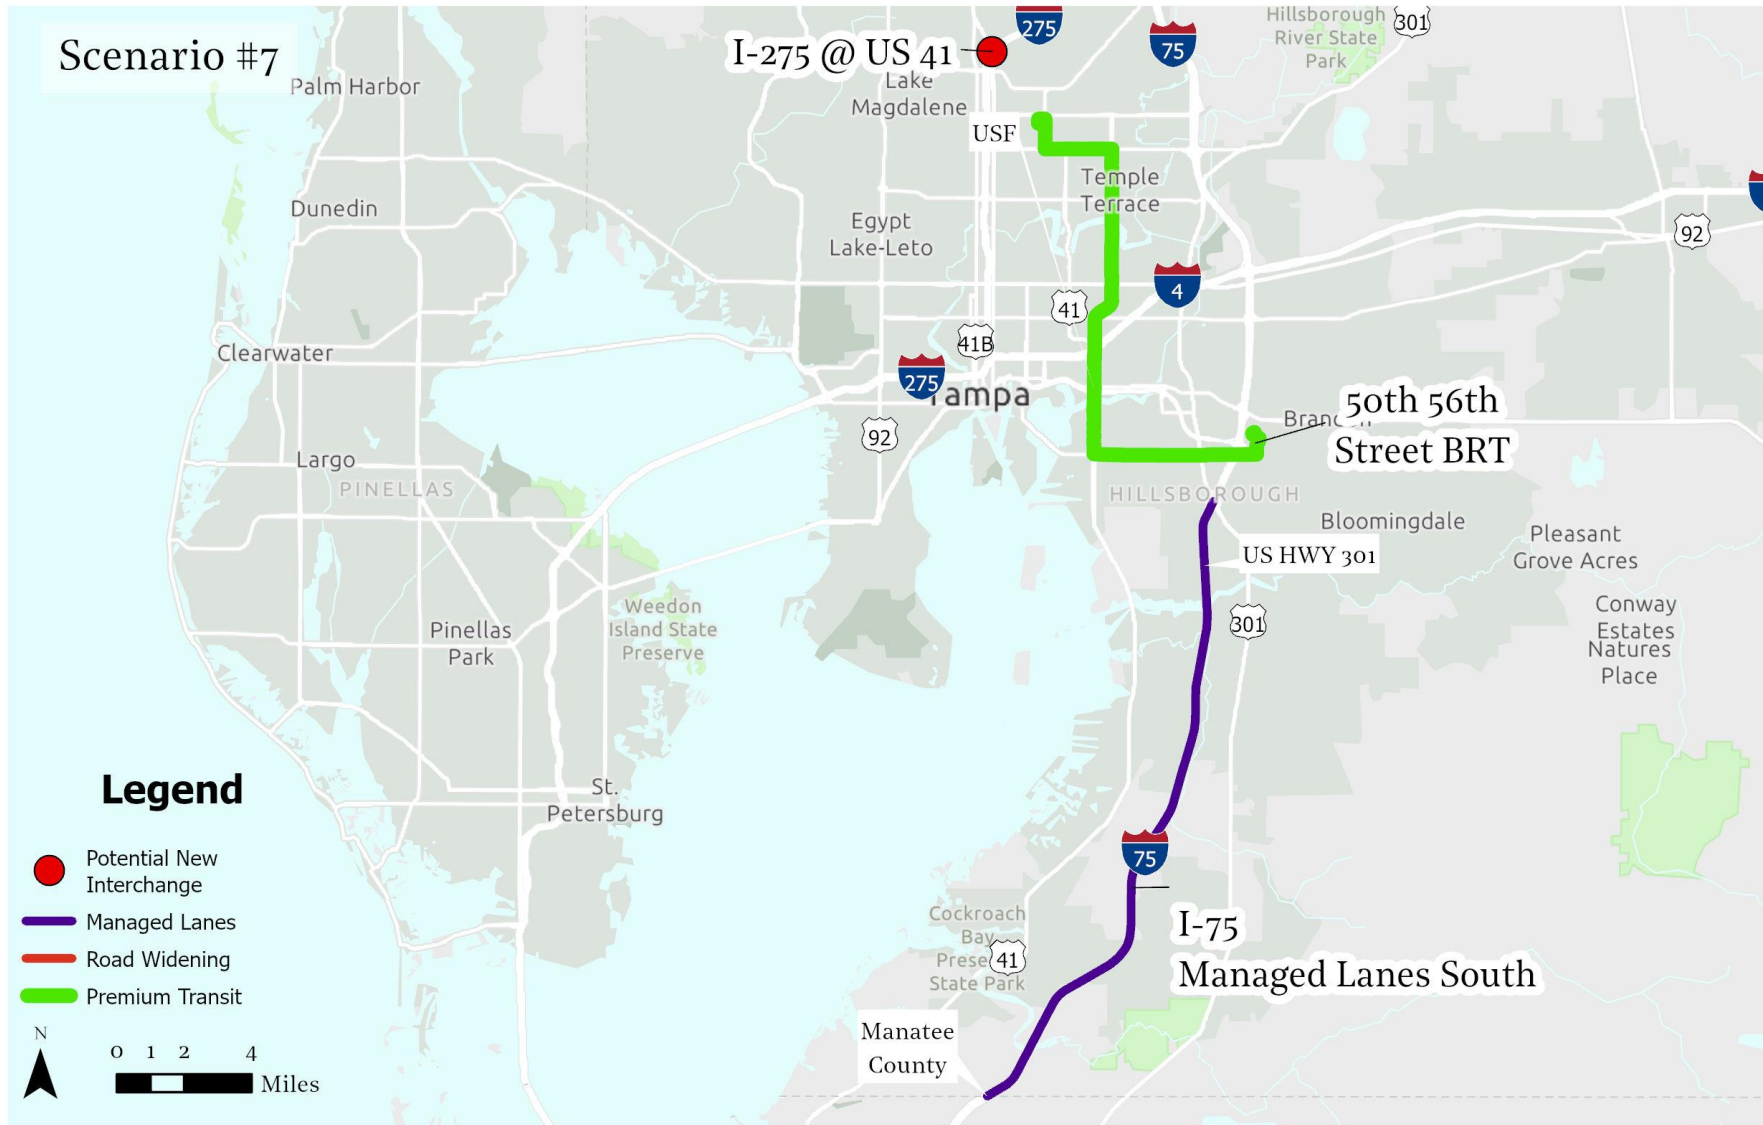 Scenario #7
I-275 @ US 41
275
75
Hillsborough
River State
Park
301
Palm Harbor
Lake
Magdalene
USF
Temple
Terrace
Dunedin
Egypt
Lake-Leto
92
4
41
41B
Clearwater
275
Tampa
92
50th 56th
Street BRT
Largo
PINELLAS
HILLSBOROUGH
Bloomingdale
Pleasant
Grove Acres
US HWY 301
Weedon
Island State
Preserve
Pinellas
Park
301
Conway
Estates
Natures
Place
St.
Petersburg
75
I-75
Managed Lanes South
Cockroach
Bay
State Park
41
Manatee
County
Legend
Potential New
Interchange
Managed Lanes
Road Widening
Premium Transit
N
0 1 2 4
Miles